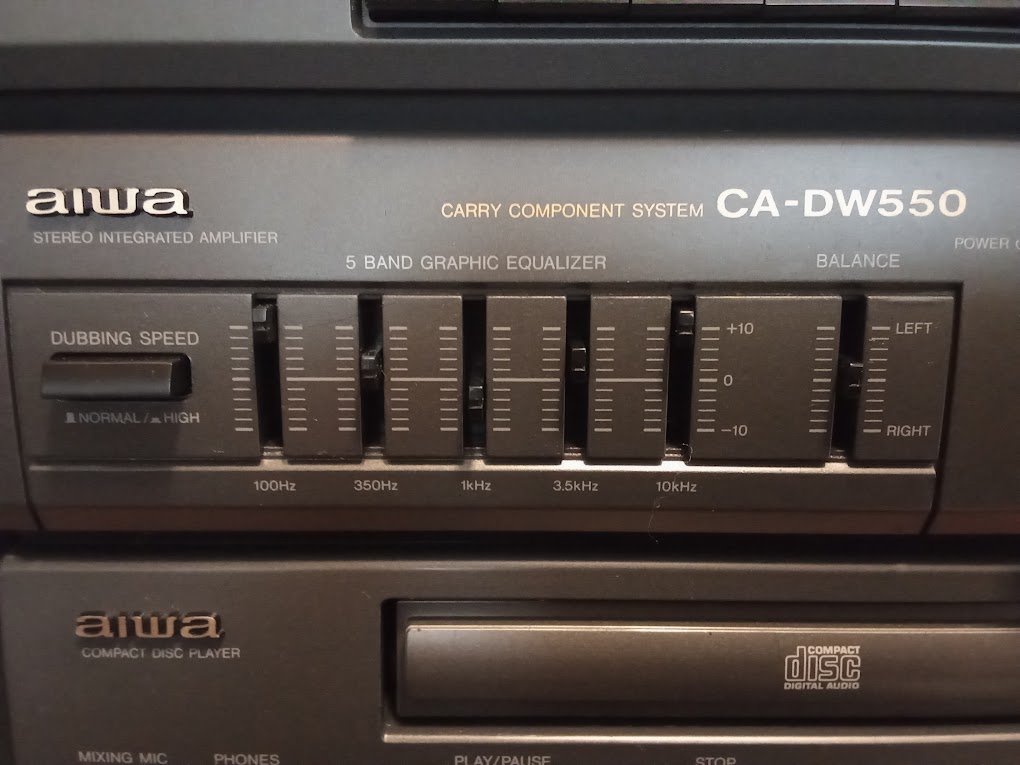 aiwa
CARRY COMPONENT SYSTEM CA-DW550
STEREO INTEGRATED AMPLIFIER
5 BAND GRAPHIC EQUALIZER
BALANCE
POWER
DUBBING SPEED
NORMAL/HIGH
+10
0
-10
LEFT
RIGHT
100Hz 350Hz 1kHz 3.5kHz 10kHz
aiwa
COMPACT DISC PLAYER
COMPACT
disc
DIGITAL AUDIO
MIXING MIC PHONES PLAY/PAUSE STOP